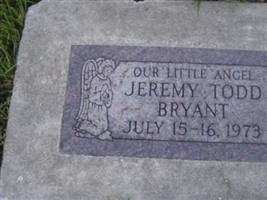 OUR LITTLE ANGEL
JEREMY TODD
BRYANT
JULY 15-16, 1973